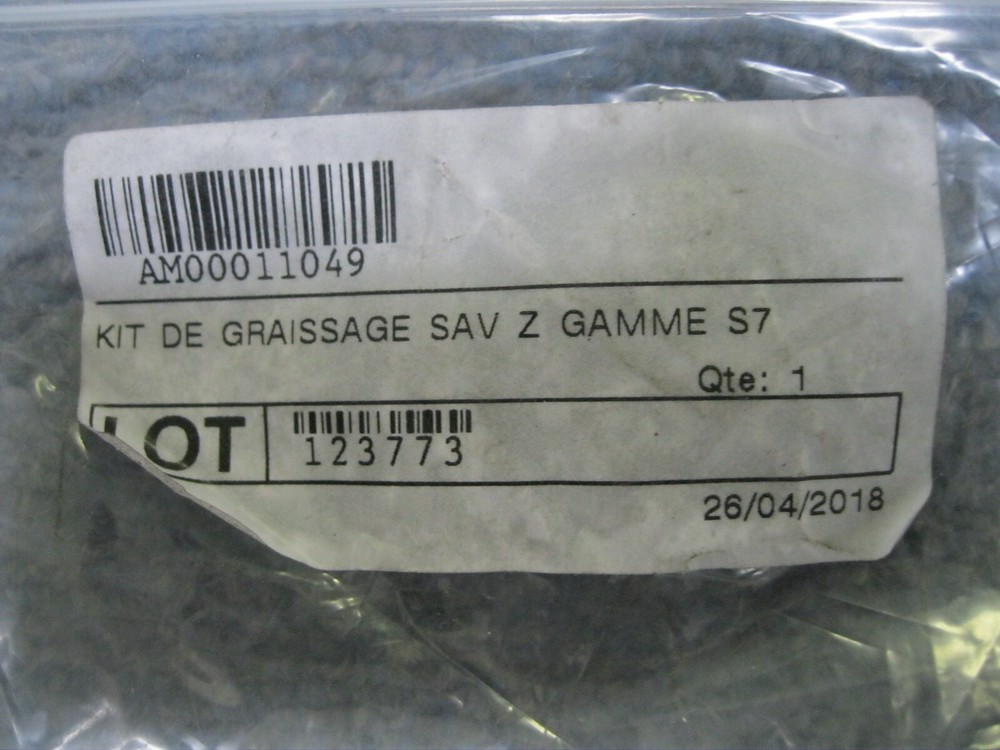 AM00011049
KIT DE GRAISSAGE SAV Z GAMME S7
Qte: 1
LOT
123773
26/04/2018